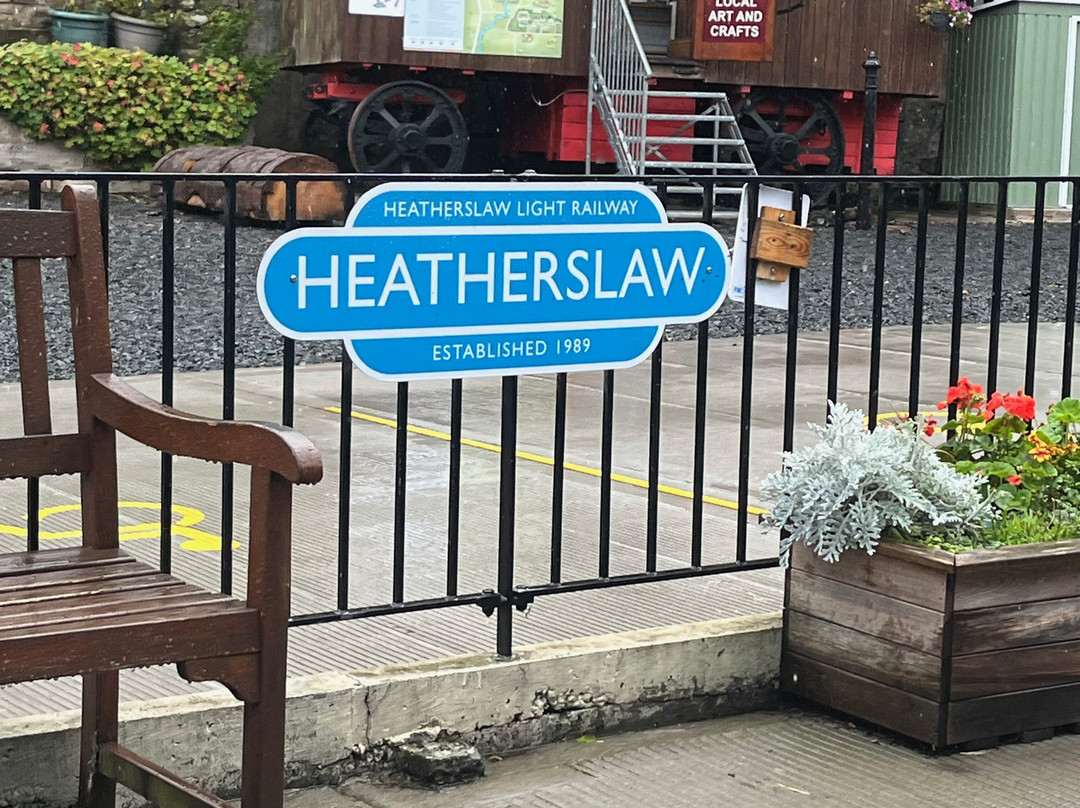 LOCAL
ART AND
CRAFTS
HEATHERSLAW LIGHT RAILWAY
HEATHERSLAW
ESTABLISHED 1989